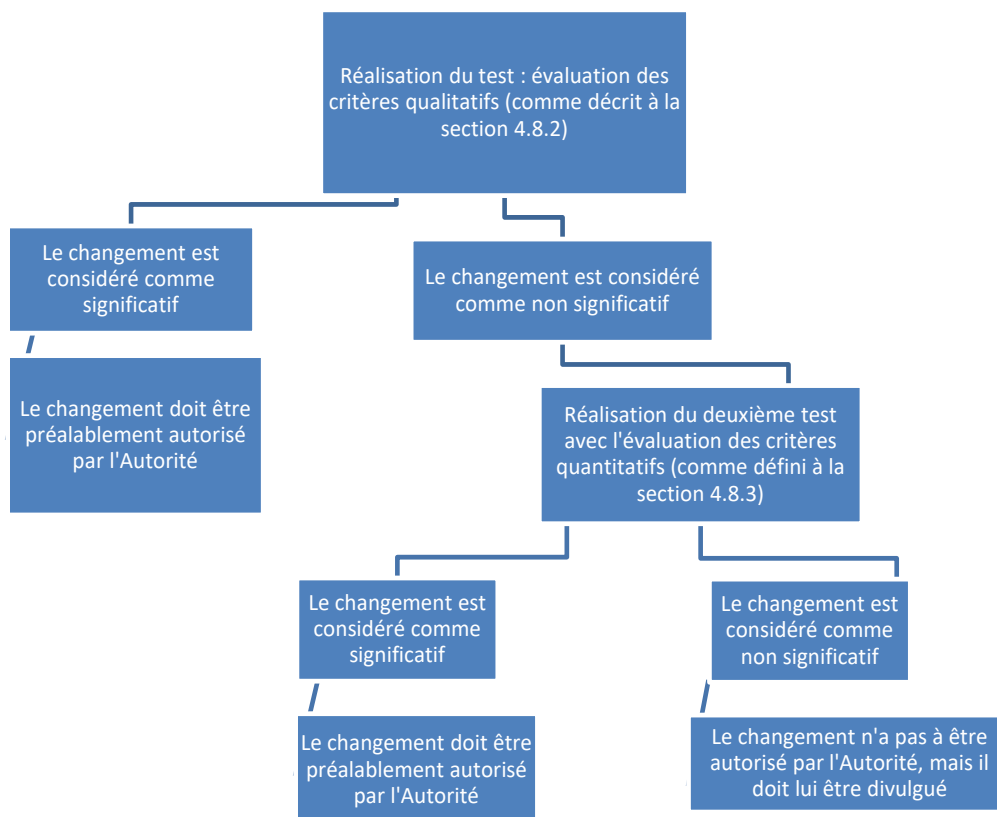 Réalisation du test : évaluation des
critères qualitatifs (comme décrit à la
section 4.8.2)
Le changement est
considéré comme
significatif
Le changement est considéré
comme non significatif
Le changement doit être
préalablement autorisé
par l'Autorité
Réalisation du deuxième test
avec l'évaluation des critères
quantitatifs (comme défini à la
section 4.8.3)
Le changement est
considéré comme
significatif
Le changement est
considéré comme
non significatif
Le changement doit être
préalablement autorisé
par l'Autorité
Le changement n'a pas à être
autorisé par l'Autorité, mais il
doit lui être divulgué